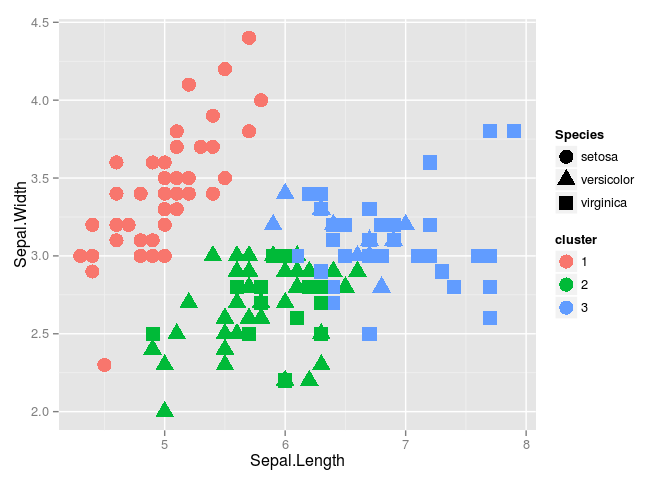 4.5
4.0
3.5
3.0
2.5
2.0
Sepal.Width
5 6 7 8
Sepal.Length
Species
setosa
versicolor
virginica
cluster
1
2
3